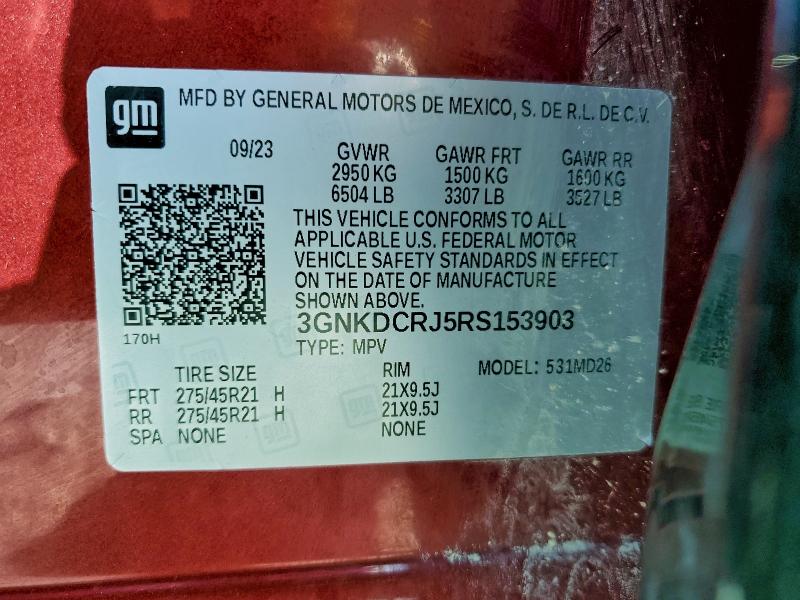 gm
MFD BY GENERAL MOTORS DE MEXICO, S. DE R.L. DE C.V.
09/23 GVWR GAWR FRT GAWR RR
2950 KG 1500 KG 1600 KG
6504 LB 3307 LB 3527 LB
THIS VEHICLE CONFORMS TO ALL
APPLICABLE U.S. FEDERAL MOTOR
VEHICLE SAFETY STANDARDS IN EFFECT
ON THE DATE OF MANUFACTURE
SHOWN ABOVE.
3GNKDCRJ5RS153903
170H
TYPE: MPV
TIRE SIZE RIM MODEL: 531MD26
FRT 275/45R21 H 21X9.5J
RR 275/45R21 H 21X9.5J
SPA NONE NONE